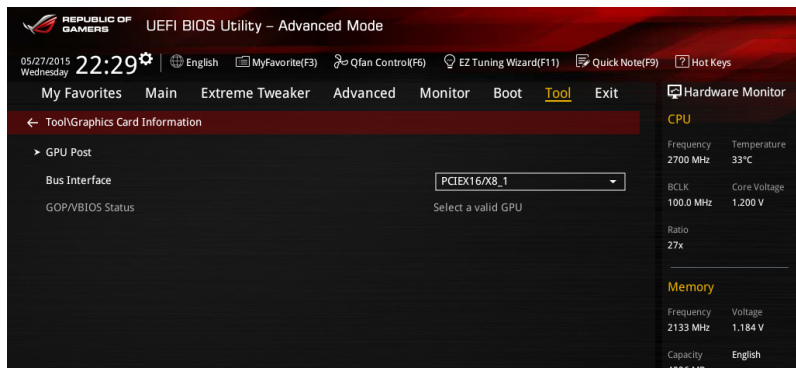 REPUBLIC OF
GAMERS
UEFI BIOS Utility – Advanced Mode
05/27/2015
Wednesday
22:29
English
MyFavorite(F3)
Qfan Control(F6)
EZ Tuning Wizard(F11)
Quick Note(F9)
? Hot Keys
My Favorites
Main
Extreme Tweaker
Advanced
Monitor
Boot
Tool
Exit
Hardware Monitor
← Tool\Graphics Card Information
> GPU Post
Bus Interface
PCIEX16/X8_1
GOP/VBIOS Status
Select a valid GPU
CPU
Frequency Temperature
2700 MHz 33°C
BCLK Core Voltage
100.0 MHz 1.200 V
Ratio
27x
Memory
Frequency Voltage
2133 MHz 1.184 V
Capacity English